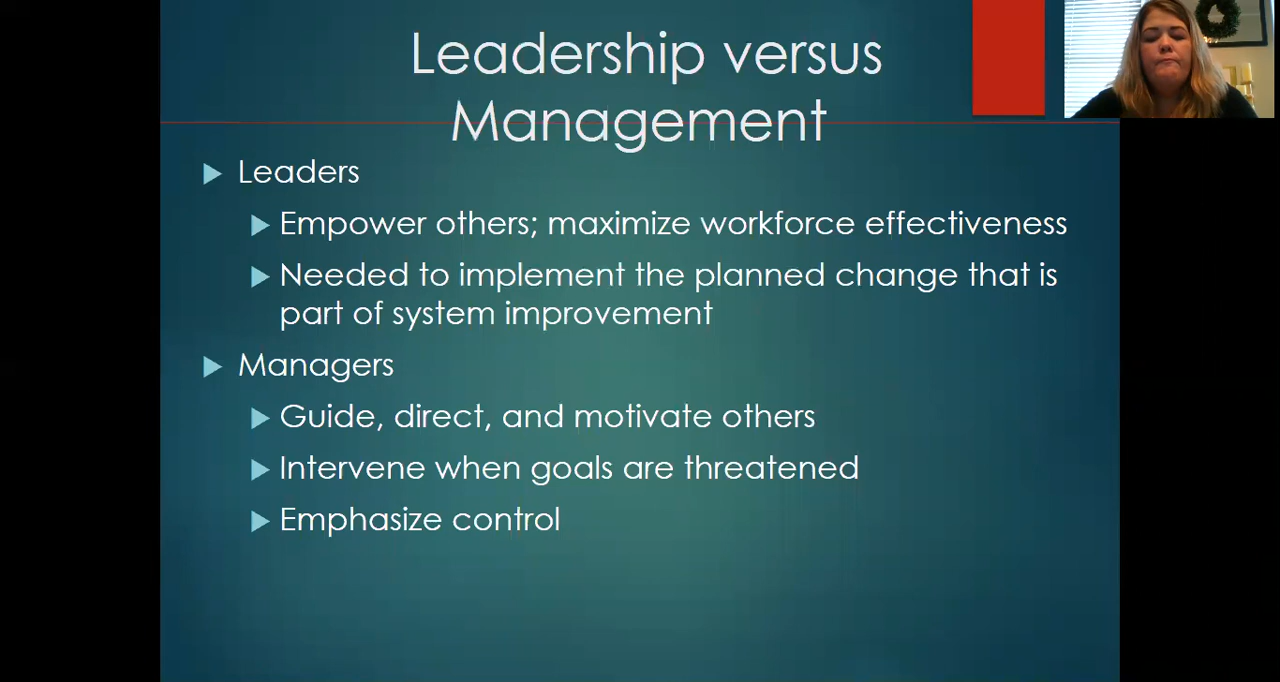 Leadership versus
Management
Leaders
Empower others; maximize workforce effectiveness
Needed to implement the planned change that is
part of system improvement
Managers
Guide, direct, and motivate others
Intervene when goals are threatened
Emphasize control